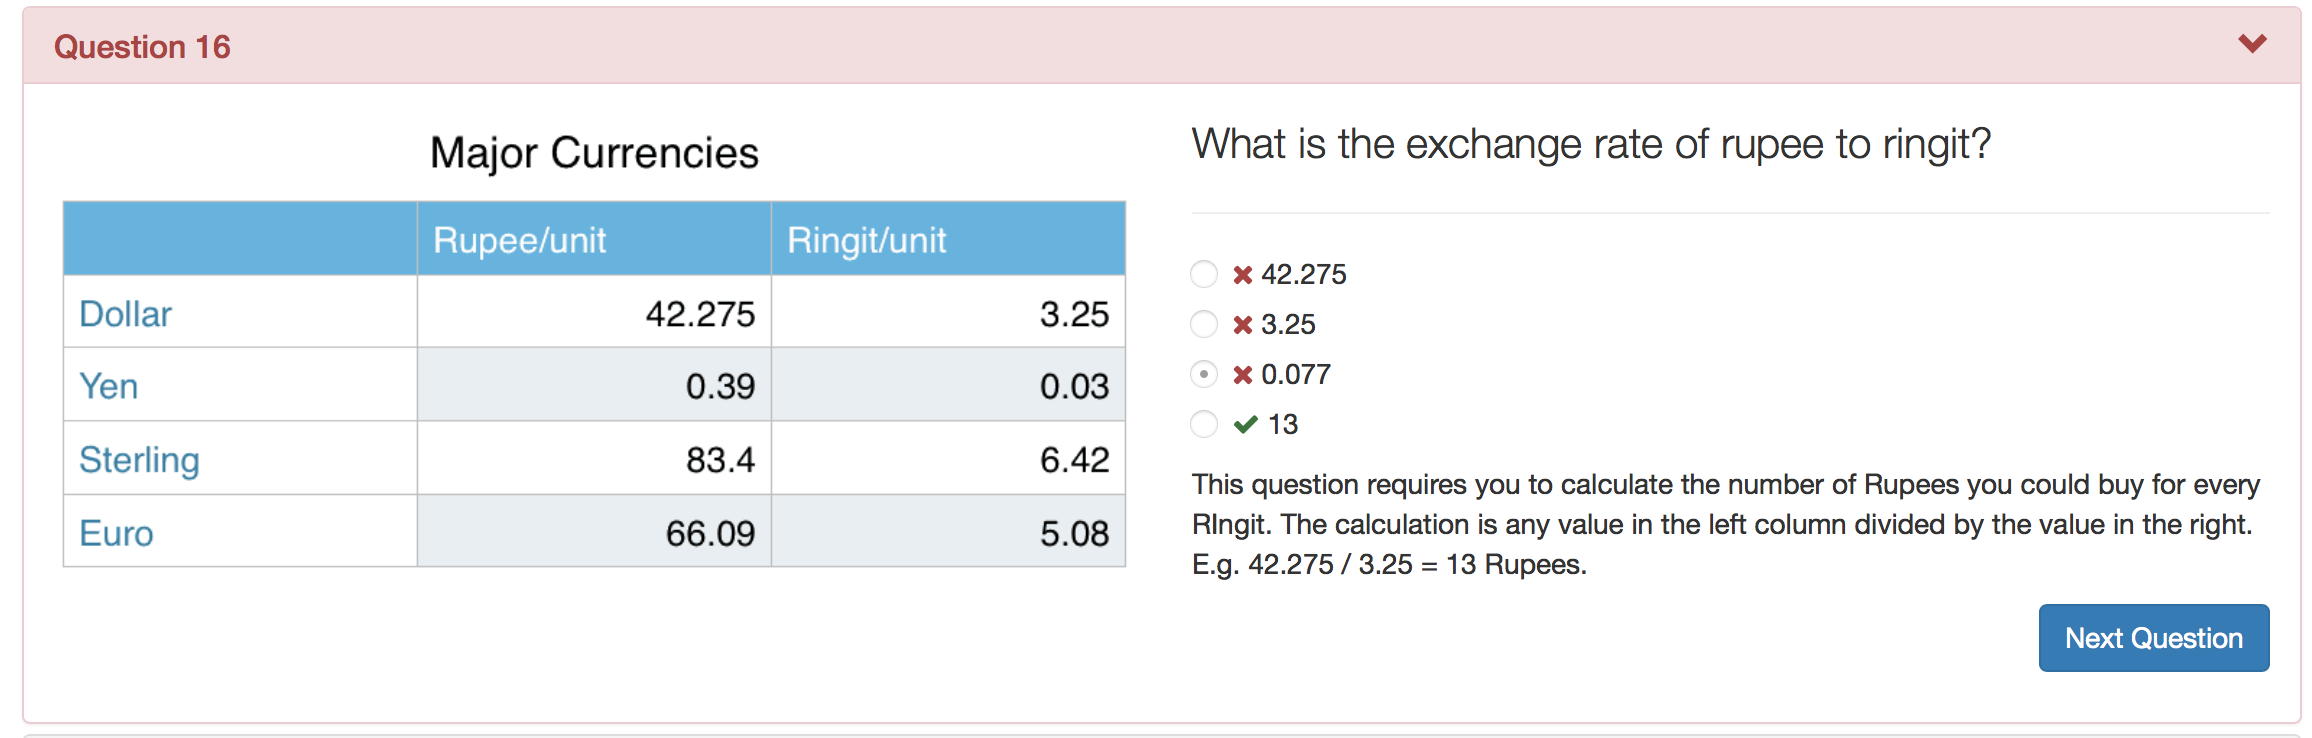 Question 16
Major Currencies
Rupee/unit Ringit/unit
Dollar 42.275 3.25
Yen 0.39 0.03
Sterling 83.4 6.42
Euro 66.09 5.08
What is the exchange rate of rupee to ringit?
42.275
3.25
0.077
13
This question requires you to calculate the number of Rupees you could buy for every
RIngit. The calculation is any value in the left column divided by the value in the right.
E.g. 42.275 / 3.25 = 13 Rupees.
Next Question